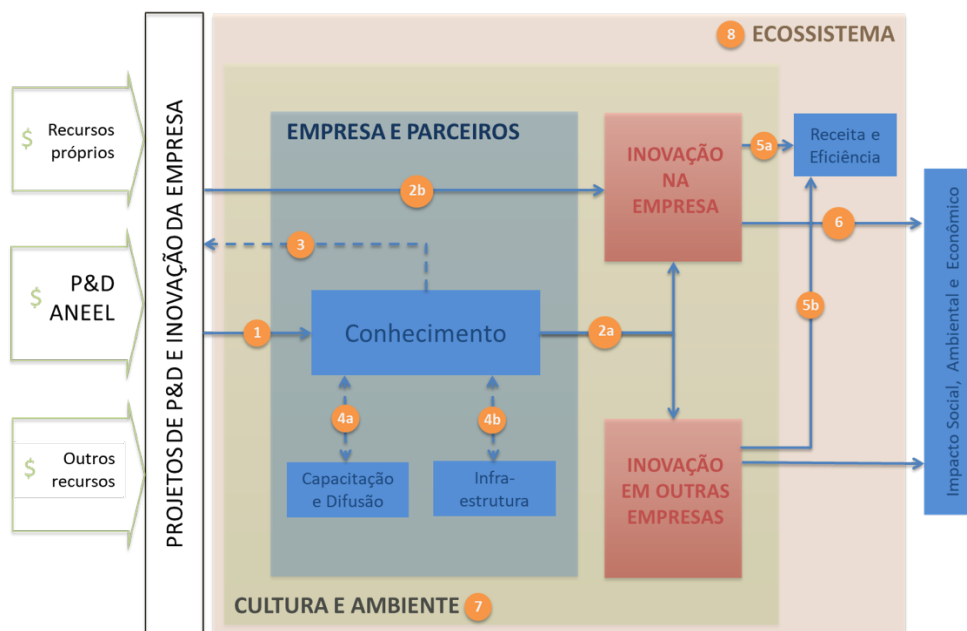 8 ECOSSISTEMA
$ Recursos
próprios
$ P&D
ANEEL
$ Outros
recursos
PROJETOS DE P&D E INOVAÇÃO DA EMPRESA
EMPRESA E PARCEIROS
2b
3
1
Conhecimento
2a
4a
4b
Capacitação
e Difusão
Infra-
estrutura
INOVAÇÃO
NA
EMPRESA
5a
Receita e
Eficiência
6
5b
INOVAÇÃO
EM OUTRAS
EMPRESAS
Impacto Social, Ambiental e Econômico
CULTURA E AMBIENTE 7